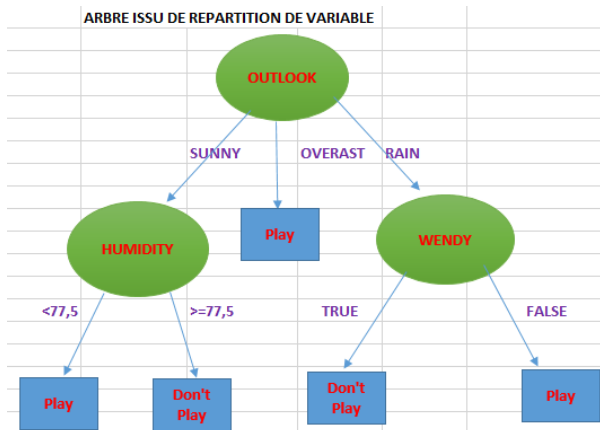 ARBRE ISSU DE REPARTITION DE VARIABLE
OUTLOOK
SUNNY
OVERAST
RAIN
HUMIDITY
Play
WENDY
<77,5
>=77,5
TRUE
FALSE
Play
Don't
Play
Don't
Play
Play